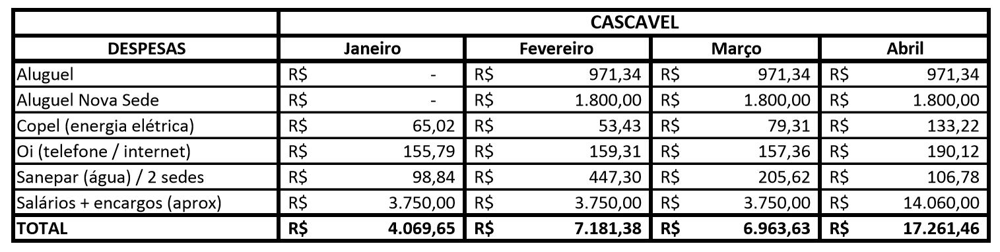 CASCAVEL
DESPESAS Janeiro Fevereiro Março Abril
Aluguel R$ - R$ 971,34 R$ 971,34 R$ 971,34
Aluguel Nova Sede R$ - R$ 1.800,00 R$ 1.800,00 R$ 1.800,00
Copel (energia elétrica) R$ 65,02 R$ 53,43 R$ 79,31 R$ 133,22
Oi (telefone / internet) R$ 155,79 R$ 159,31 R$ 157,36 R$ 190,12
Sanepar (água) / 2 sedes R$ 98,84 R$ 447,30 R$ 205,62 R$ 106,78
Salários + encargos (aprox) R$ 3.750,00 R$ 3.750,00 R$ 3.750,00 R$ 14.060,00
TOTAL R$ 4.069,65 R$ 7.181,38 R$ 6.963,63 R$ 17.261,46